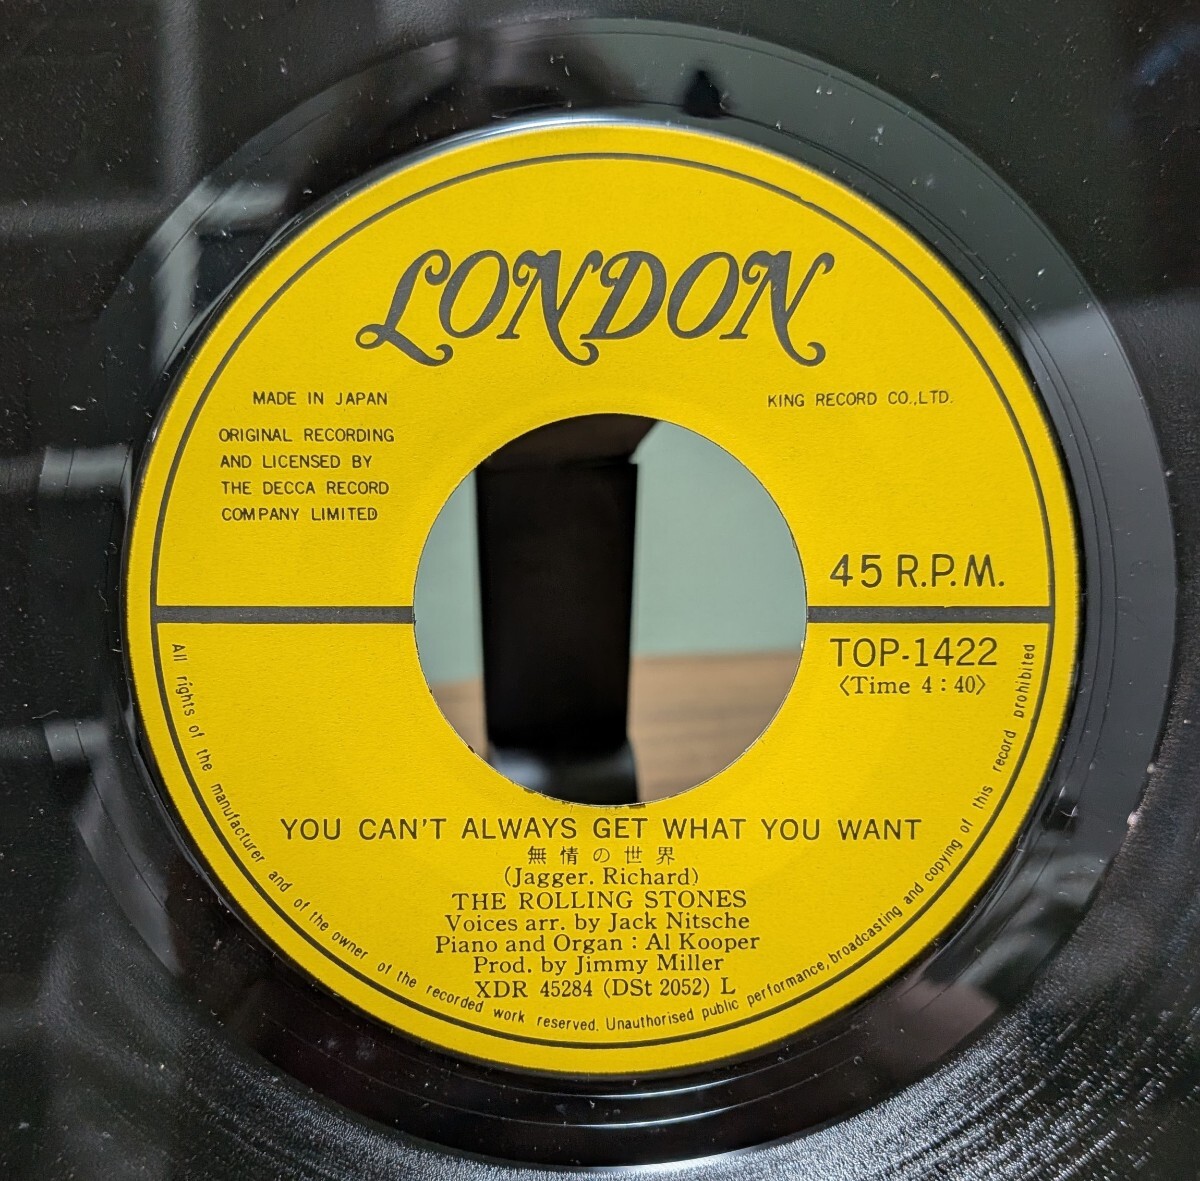 LONDON
MADE IN JAPAN
KING RECORD CO.,LTD.
ORIGINAL RECORDING
AND LICENSED BY
THE DECCA RECORD
COMPANY LIMITED
45 R.P.M.
TOP-1422
〈Time 4 : 40〉
YOU CAN'T ALWAYS GET WHAT YOU WANT
無情の世界
(Jagger. Richard)
THE ROLLING STONES
Voices arr. by Jack Nitsche
Piano and Organ : Al Kooper
Prod. by Jimmy Miller
XDR 45284 (DSt 2052) L
All rights of the manufacturer and of the owner of the recorded work reserved. Unauthorised public performance, broadcasting and copying of this record prohibited